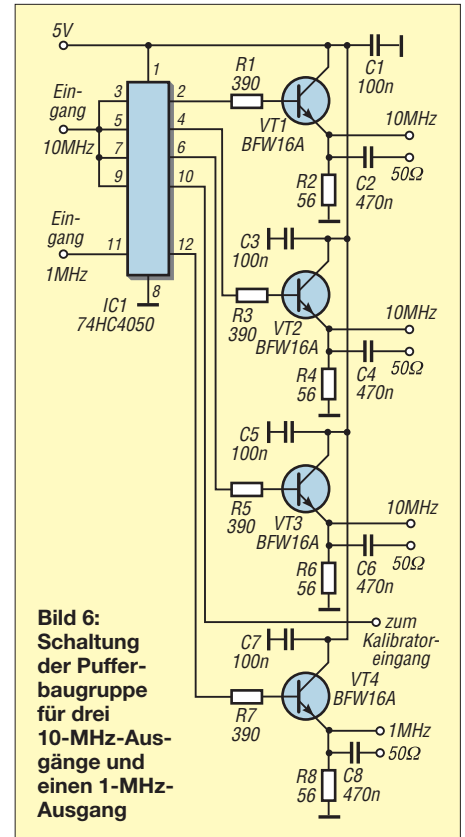 5V
Ein-
gang
10MHz
Ein-
gang
1MHz
1
3
5
7
9
11
2
4
6
10
12
8
IC1
74HC4050
R1
390
VT1
BFW16A
C1
100n
10MHz
R2
56
C2
470n
50Ω
C3
100n
R3
390
VT2
BFW16A
10MHz
R4
56
C4
470n
50Ω
C5
100n
R5
390
VT3
BFW16A
10MHz
R6
56
C6
470n
50Ω
zum
Kalibrator-
eingang
C7
100n
R7
390
VT4
BFW16A
1MHz
50Ω
R8
56
C8
470n
Bild 6:
Schaltung
der Puffer-
baugruppe
für drei
10-MHz-Aus-
gänge und
einen 1-MHz-
Ausgang